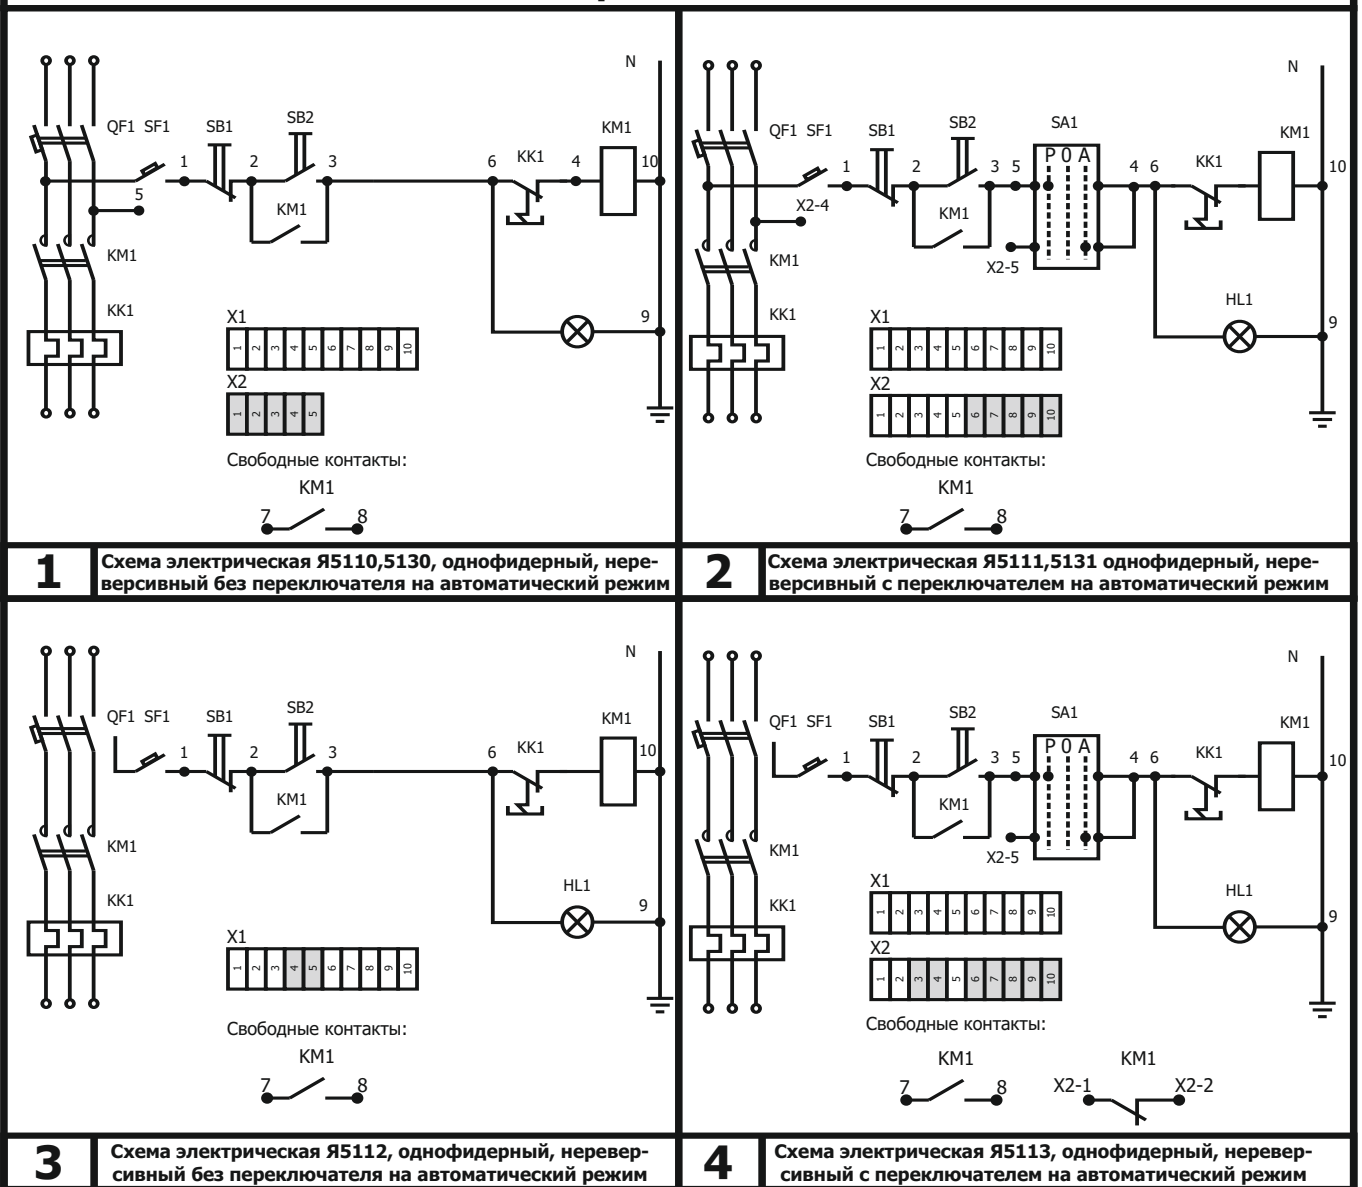 N
QF1 SF1 SB1 SB2 KM1
1 2 3 6 KK1 4 10
5
KM1
KM1
KK1
9
X1
1 2 3 4 5 6 7 8 9 10
X2
1 2 3 4 5
Свободные контакты:
KM1
7 8
1
Схема электрическая Я5110,5130, однофидерный, нере-
версивный без переключателя на автоматический режим
N
QF1 SF1 SB1 SB2 SA1 KM1
P 0 A
1 2 3 5 4 6 KK1 10
X2-4
KM1
KM1
X2-5
KK1
HL1
9
X1
1 2 3 4 5 6 7 8 9 10
X2
1 2 3 4 5 6 7 8 9 10
Свободные контакты:
KM1
7 8
2
Схема электрическая Я5111,5131 однофидерный, нере-
версивный с переключателем на автоматический режим
N
QF1 SF1 SB1 SB2 KM1
1 2 3 6 KK1 10
KM1
KM1
KK1
HL1
9
X1
1 2 3 4 5 6 7 8 9 10
Свободные контакты:
KM1
7 8
3
Схема электрическая Я5112, однофидерный, неревер-
сивный без переключателя на автоматический режим
N
QF1 SF1 SB1 SB2 SA1 KM1
P 0 A
1 2 3 5 4 6 KK1 10
KM1
KM1
X2-5
KK1
HL1
9
X1
1 2 3 4 5 6 7 8 9 10
X2
1 2 3 4 5 6 7 8 9 10
Свободные контакты:
KM1 KM1
7 8 X2-1 X2-2
4
Схема электрическая Я5113, однофидерный, неревер-
сивный с переключателем на автоматический режим